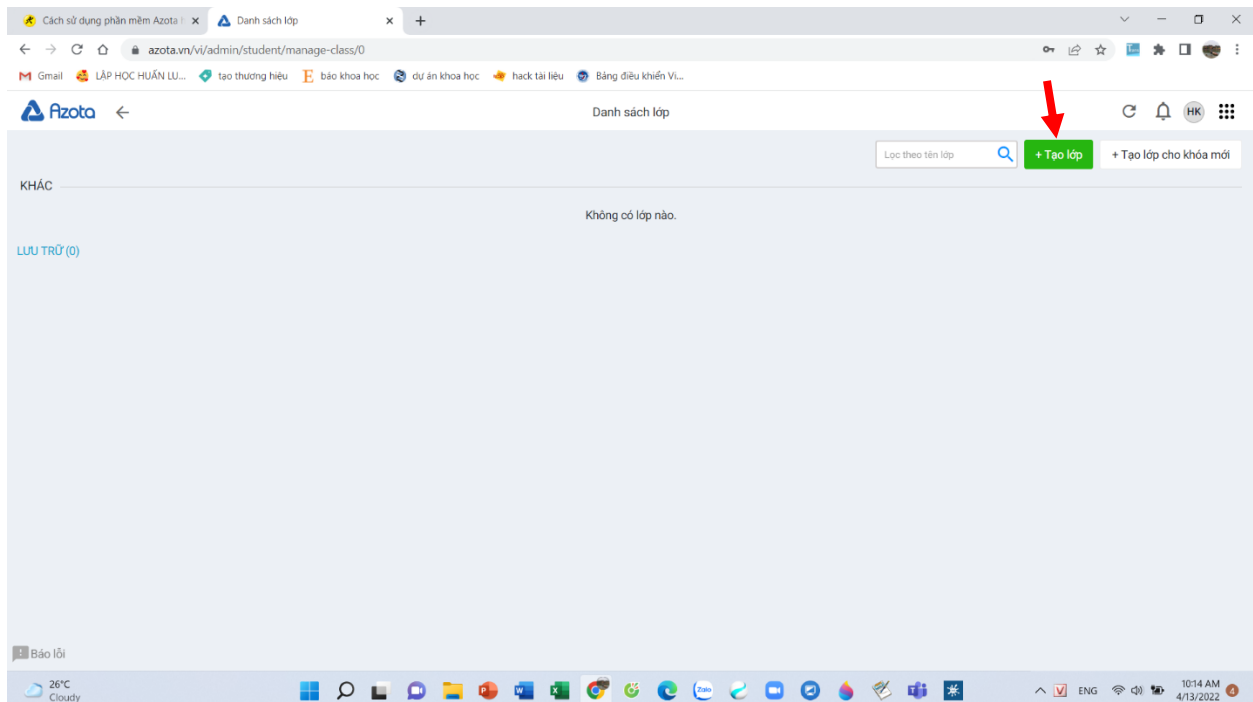 Cách sử dụng phần mềm Azota
Danh sách lớp
azota.vn/vi/admin/student/manage-class/0
Gmail
LỚP HỌC HUẤN LU...
tạo thương hiệu
báo khoa học
dự án khoa học
hack tài liệu
Bảng điều khiển Vi...
Azota
Danh sách lớp
HK
Lọc theo tên lớp
+ Tạo lớp
+ Tạo lớp cho khóa mới
KHÁC
Không có lớp nào.
LƯU TRỮ (0)
Báo lỗi
26°C
Cloudy
Zalo
ENG
10:14 AM
4/13/2022
4